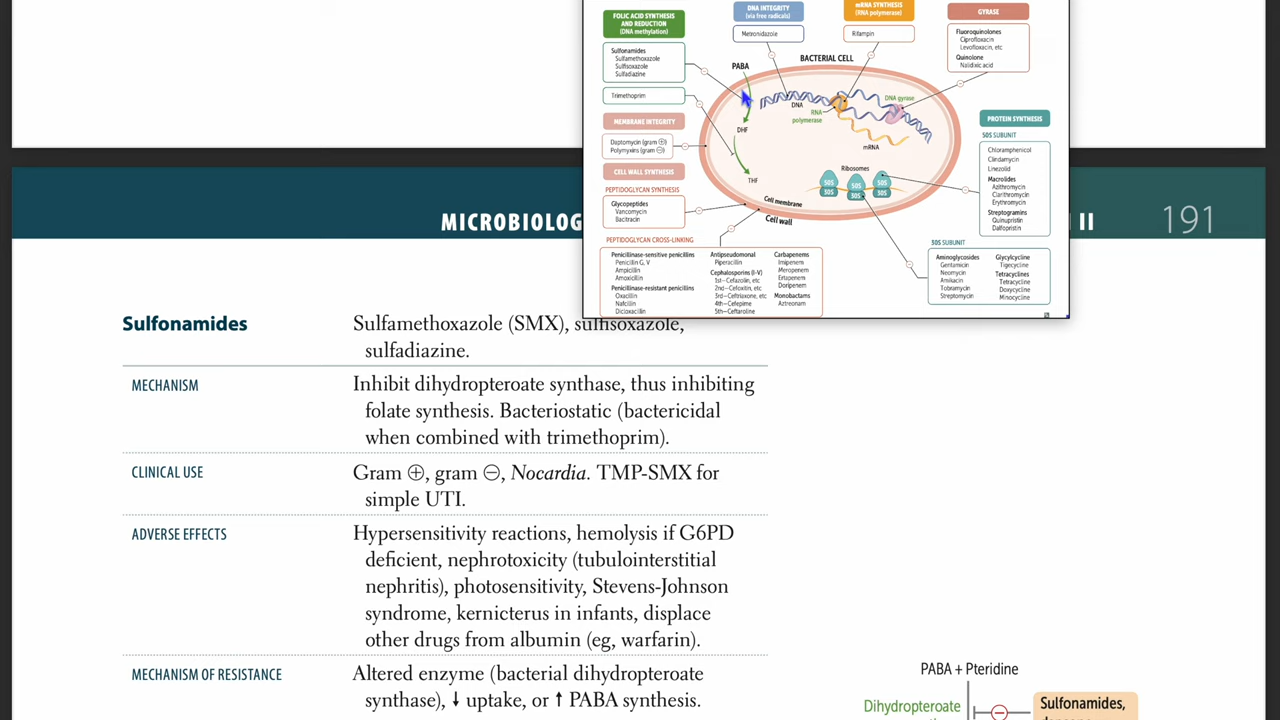 FOLIC ACID SYNTHESIS
AND REDUCTION
(DNA methylation)
Sulfonamides
Sulfamethoxazole
Sulfisoxazole
Sulfadiazine
Trimethoprim
MEMBRANE INTEGRITY
Daptomycin (gram ⊕)
Polymyxins (gram ⊖)
CELL WALL SYNTHESIS
PEPTIDOGLYCAN SYNTHESIS
Glycopeptides
Vancomycin
Bacitracin
PEPTIDOGLYCAN CROSS-LINKING
Penicillinase-sensitive penicillins
Penicillin G, V
Ampicillin
Amoxicillin
Penicillinase-resistant penicillins
Oxacillin
Nafcillin
Dicloxacillin
Antipseudomonal
Piperacillin
Cephalosporins (I-V)
1st—Cefazolin, etc
2nd—Cefoxitin, etc
3rd—Ceftriaxone, etc
4th—Cefepime
5th—Ceftaroline
Carbapenems
Imipenem
Meropenem
Ertapenem
Doripenem
Monobactams
Aztreonam
DNA INTEGRITY
(via free radicals)
Metronidazole
mRNA SYNTHESIS
(RNA polymerase)
Rifampin
GYRASE
Fluoroquinolones
Ciprofloxacin
Levofloxacin, etc
Quinolone
Nalidixic acid
BACTERIAL CELL
PABA
DHF
THF
DNA
RNA
polymerase
DNA gyrase
mRNA
Ribosomes
50S 50S 50S
30S 30S 30S
Cell membrane
Cell wall
PROTEIN SYNTHESIS
50S SUBUNIT
Chloramphenicol
Clindamycin
Linezolid
Macrolides
Azithromycin
Clarithromycin
Erythromycin
Streptogramins
Quinupristin
Dalfopristin
30S SUBUNIT
Aminoglycosides
Gentamicin
Neomycin
Amikacin
Tobramycin
Streptomycin
Glycylcycline
Tigecycline
Tetracyclines
Tetracycline
Doxycycline
Minocycline
MICROBIOLOG
II 191
Sulfonamides
Sulfamethoxazole (SMX), sulfisoxazole,
sulfadiazine.
MECHANISM
Inhibit dihydropteroate synthase, thus inhibiting
folate synthesis. Bacteriostatic (bactericidal
when combined with trimethoprim).
CLINICAL USE
Gram ⊕, gram ⊖, Nocardia. TMP-SMX for
simple UTI.
ADVERSE EFFECTS
Hypersensitivity reactions, hemolysis if G6PD
deficient, nephrotoxicity (tubulointerstitial
nephritis), photosensitivity, Stevens-Johnson
syndrome, kernicterus in infants, displace
other drugs from albumin (eg, warfarin).
MECHANISM OF RESISTANCE
Altered enzyme (bacterial dihydropteroate
synthase), ↓ uptake, or ↑ PABA synthesis.
PABA + Pteridine
Dihydropteroate
Sulfonamides,